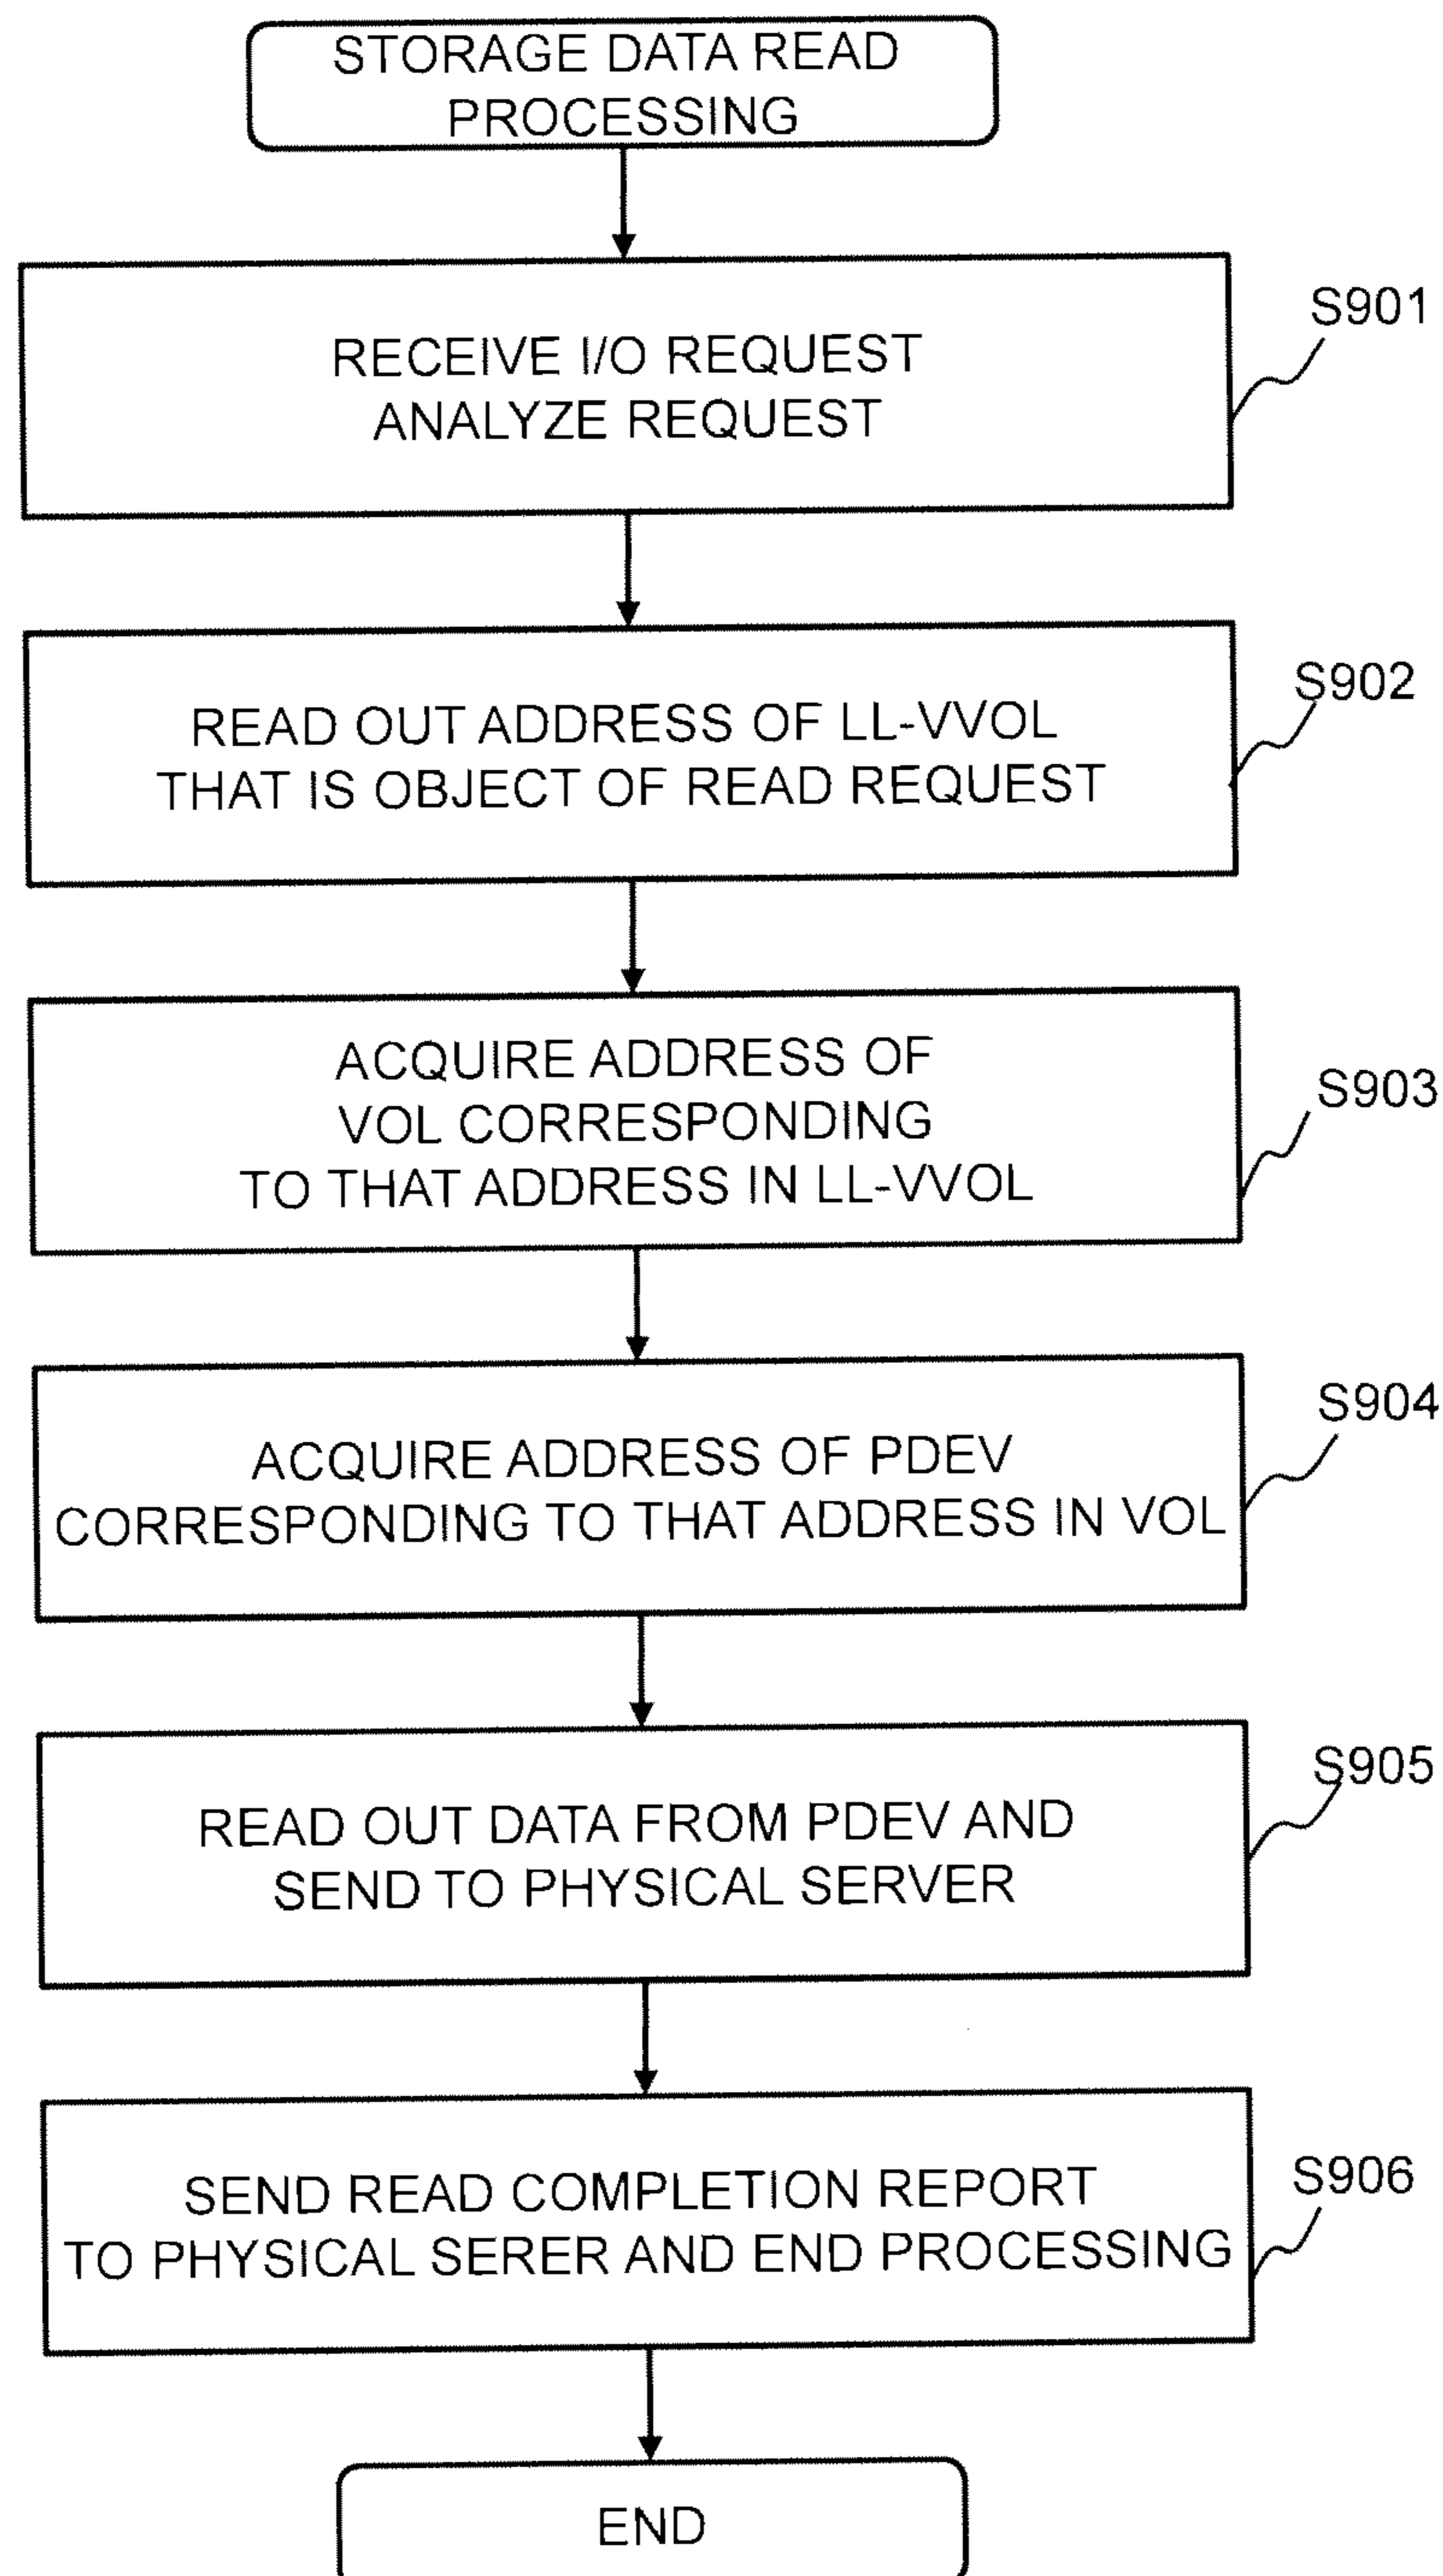 STORAGE DATA READ
PROCESSING
RECEIVE I/O REQUEST
ANALYZE REQUEST
S901
READ OUT ADDRESS OF LL-VVOL
THAT IS OBJECT OF READ REQUEST
S902
ACQUIRE ADDRESS OF
VOL CORRESPONDING
TO THAT ADDRESS IN LL-VVOL
S903
ACQUIRE ADDRESS OF PDEV
CORRESPONDING TO THAT ADDRESS IN VOL
S904
READ OUT DATA FROM PDEV AND
SEND TO PHYSICAL SERVER
S905
SEND READ COMPLETION REPORT
TO PHYSICAL SERER AND END PROCESSING
S906
END